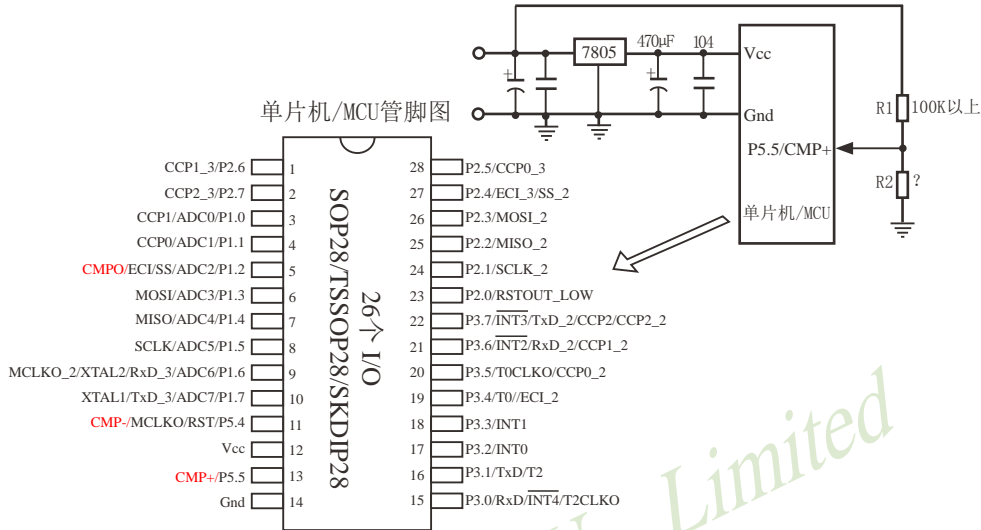 7805
470μF
104
Vcc
Gnd
P5.5/CMP+
单片机/MCU
R1
100K以上
R2
?
单片机/MCU管脚图
SOP28/TSSOP28/SKDIP28
26个 I/O
CCP1_3/P2.6 1
CCP2_3/P2.7 2
CCP1/ADC0/P1.0 3
CCP0/ADC1/P1.1 4
CMPO/ECI/SS/ADC2/P1.2 5
MOSI/ADC3/P1.3 6
MISO/ADC4/P1.4 7
SCLK/ADC5/P1.5 8
MCLKO_2/XTAL2/RxD_3/ADC6/P1.6 9
XTAL1/TxD_3/ADC7/P1.7 10
CMP-/MCLKO/RST/P5.4 11
Vcc 12
CMP+/P5.5 13
Gnd 14
28 P2.5/CCP0_3
27 P2.4/ECI_3/SS_2
26 P2.3/MOSI_2
25 P2.2/MISO_2
24 P2.1/SCLK_2
23 P2.0/RSTOUT_LOW
22 P3.7/INT3/TxD_2/CCP2/CCP2_2
21 P3.6/INT2/RxD_2/CCP1_2
20 P3.5/T0CLKO/CCP0_2
19 P3.4/T0//ECI_2
18 P3.3/INT1
17 P3.2/INT0
16 P3.1/TxD/T2
15 P3.0/RxD/INT4/T2CLKO
Limited